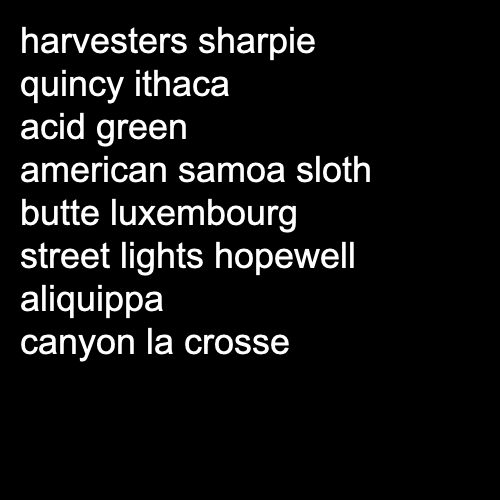 harvesters sharpie
quincy ithaca
acid green
american samoa sloth
butte luxembourg
street lights hopewell
aliquippa
canyon la crosse